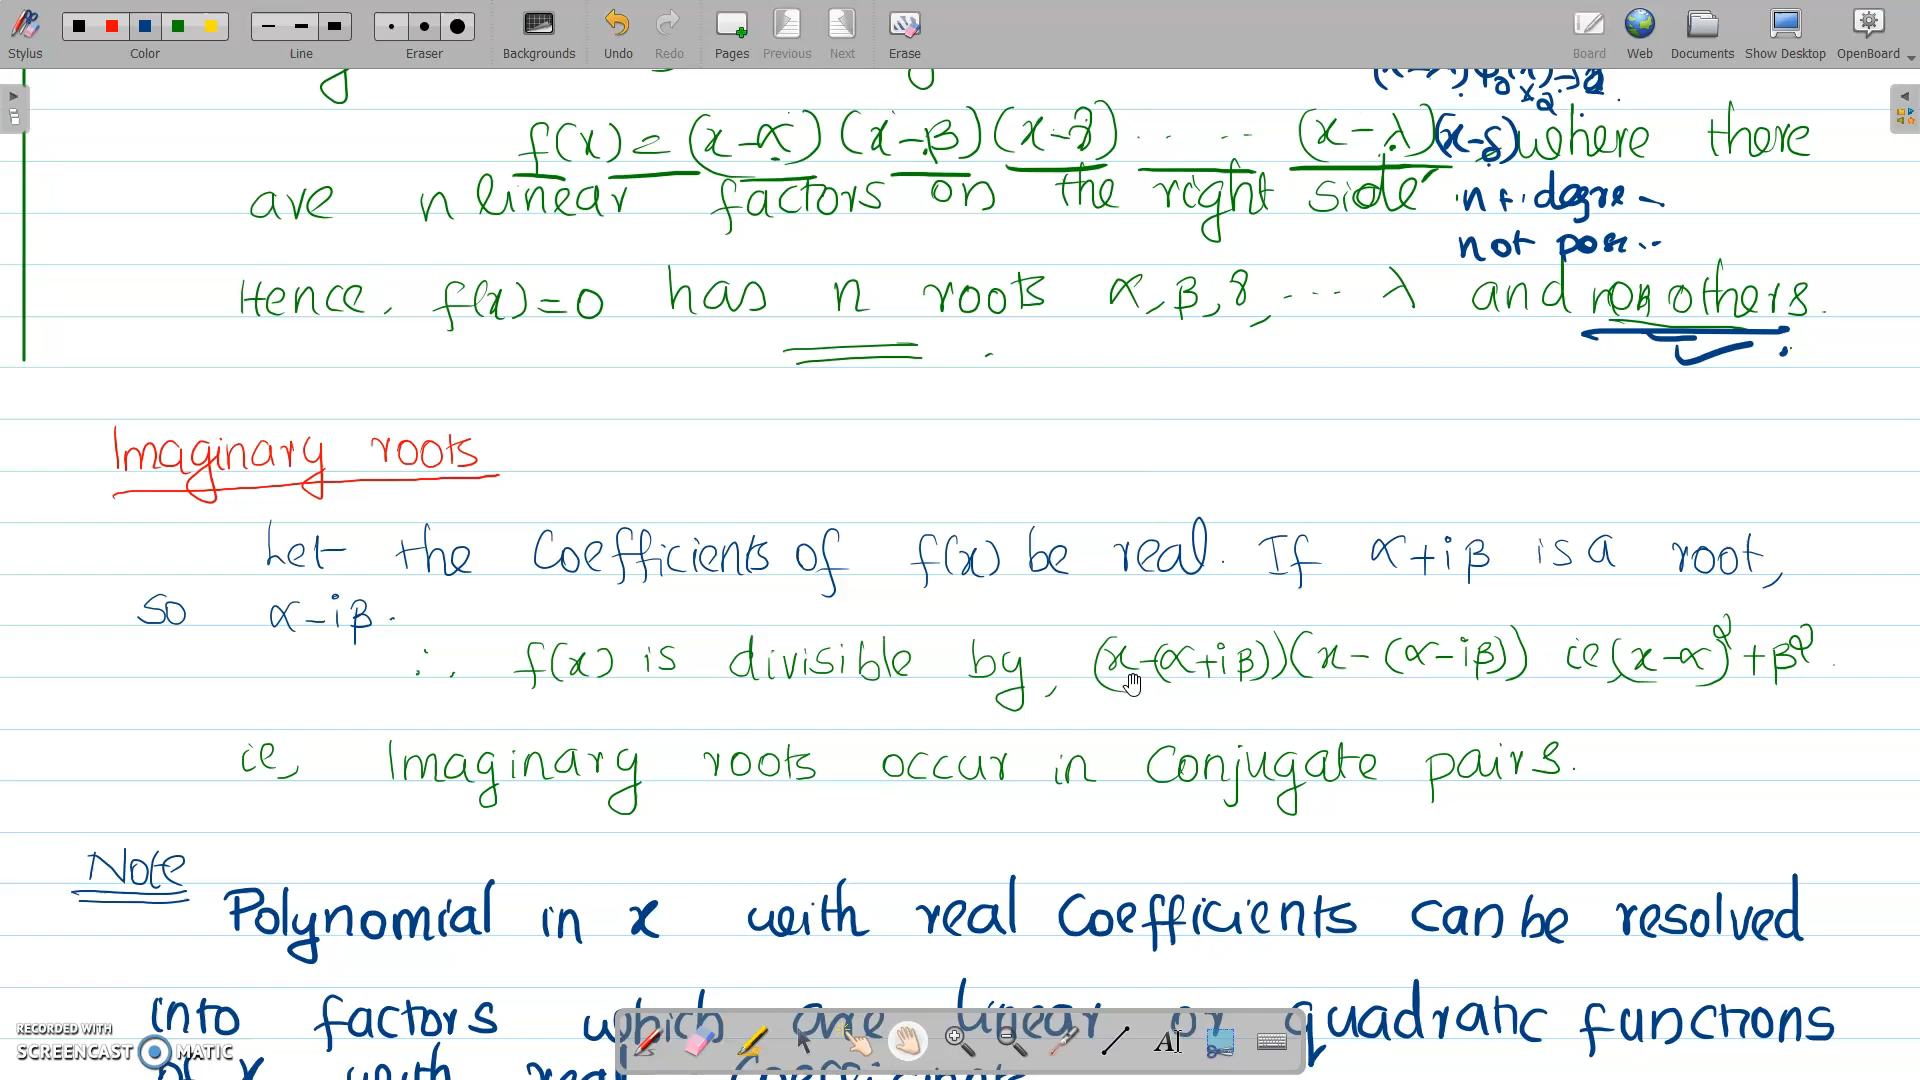 Stylus Color Line Eraser Backgrounds Undo Redo Pages Previous Next Erase Board Web Documents Show Desktop OpenBoard
f(x) = (x-α)(x-β)(x-γ) ... ... (x-λ)(x-δ) where there
are n linear factors on the right side
n+1 degree
not poss..
Hence, f(x)=0 has n roots α, β, γ, ... λ and no others.
Imaginary roots
Let the Coefficients of f(x) be real. If α+iβ is a root,
so α-iβ.
∴ f(x) is divisible by, (x-(α+iβ))(x-(α-iβ)) ie (x-α)²+β².
ie, Imaginary roots occur in Conjugate pairs.
Note
Polynomial in x with real Coefficients can be resolved
into factors which are linear or quadratic functions
of x with real
RECORDED WITH
SCREENCAST MATIC